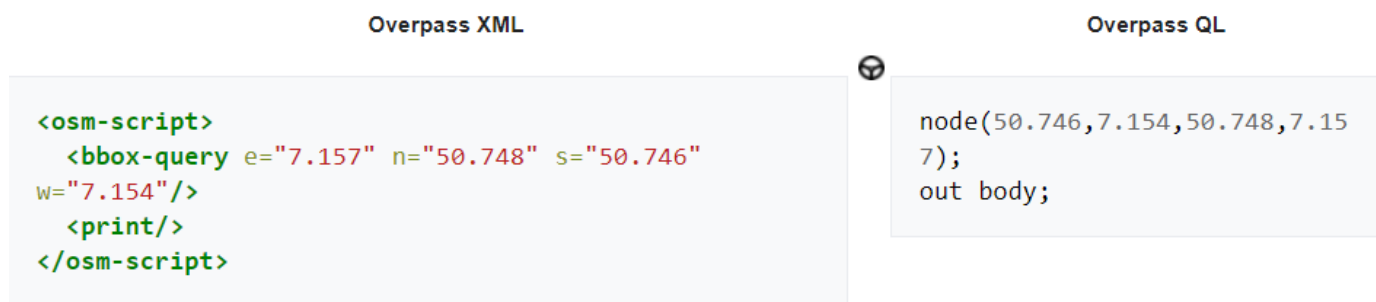 Overpass XML
<osm-script>
  <bbox-query e="7.157" n="50.748" s="50.746"
w="7.154"/>
  <print/>
</osm-script>
Overpass QL
node(50.746,7.154,50.748,7.15
7);
out body;